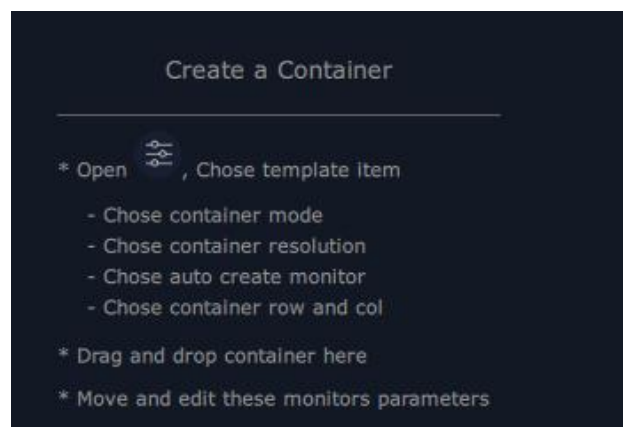 Create a Container
* Open , Chose template item
- Chose container mode
- Chose container resolution
- Chose auto create monitor
- Chose container row and col
* Drag and drop container here
* Move and edit these monitors parameters